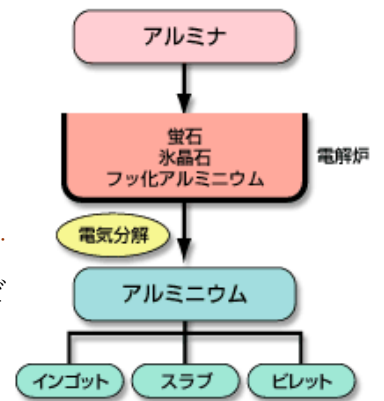 アルミナ
蛍石
氷晶石
フッ化アルミニウム
電解炉
電気分解
アルミニウム
インゴット
スラブ
ビレット